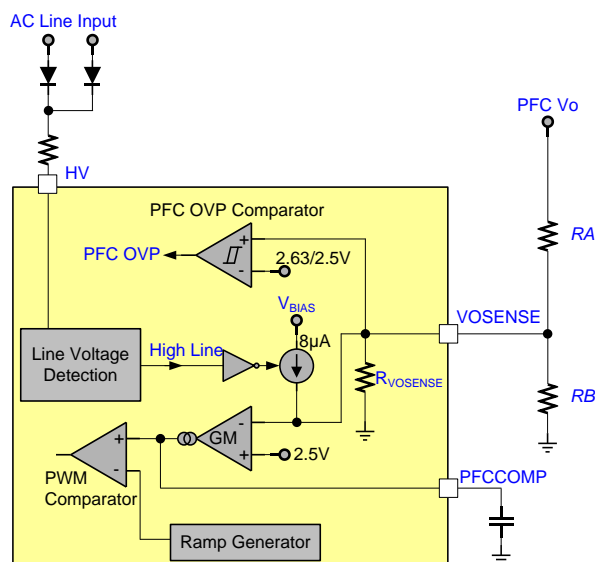 AC Line Input
PFC Vo
HV
PFC OVP Comparator
RA
+
PFC OVP
2.63/2.5V
-
VBIAS
VOSENSE
8µA
High Line
Line Voltage
Detection
RVOSENSE
RB
-
+
GM
+
2.5V
-
PWM
Comparator
PFCCOMP
Ramp Generator